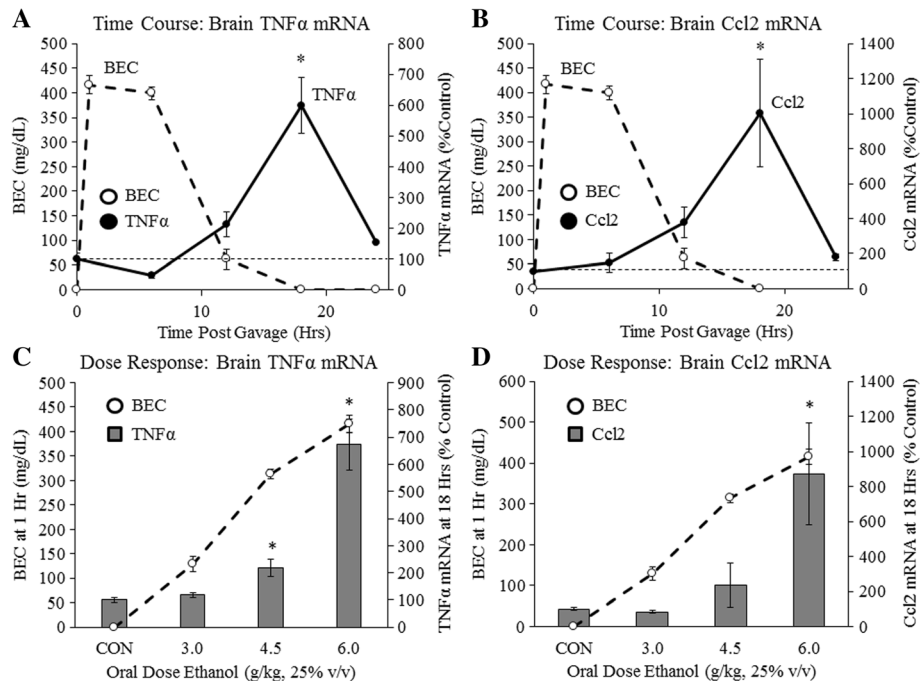 A
Time Course: Brain TNFα mRNA
BEC (mg/dL)
500
450
400
350
300
250
200
150
100
50
0
BEC
*
TNFα
BEC
TNFα
800
700
600
500
400
300
200
100
0
TNFα mRNA (%Control)
0
10
20
Time Post Gavage (Hrs)
B
Time Course: Brain Ccl2 mRNA
BEC (mg/dL)
500
450
400
350
300
250
200
150
100
50
0
BEC
*
Ccl2
BEC
Ccl2
1400
1200
1000
800
600
400
200
0
Ccl2 mRNA (%Control)
0
10
20
Time Post Gavage (Hrs)
C
Dose Response: Brain TNFα mRNA
BEC at 1 Hr (mg/dL)
500
450
400
350
300
250
200
150
100
50
0
BEC
TNFα
*
*
900
800
700
600
500
400
300
200
100
0
TNFα mRNA at 18 Hrs (% Control)
CON
3.0
4.5
6.0
Oral Dose Ethanol (g/kg, 25% v/v)
D
Dose Response: Brain Ccl2 mRNA
BEC at 1 Hr (mg/dL)
600
500
400
300
200
100
0
BEC
Ccl2
*
1400
1200
1000
800
600
400
200
0
Ccl2 mRNA at 18 Hrs (% Control)
CON
3.0
4.5
6.0
Oral Dose Ethanol (g/kg, 25% v/v)